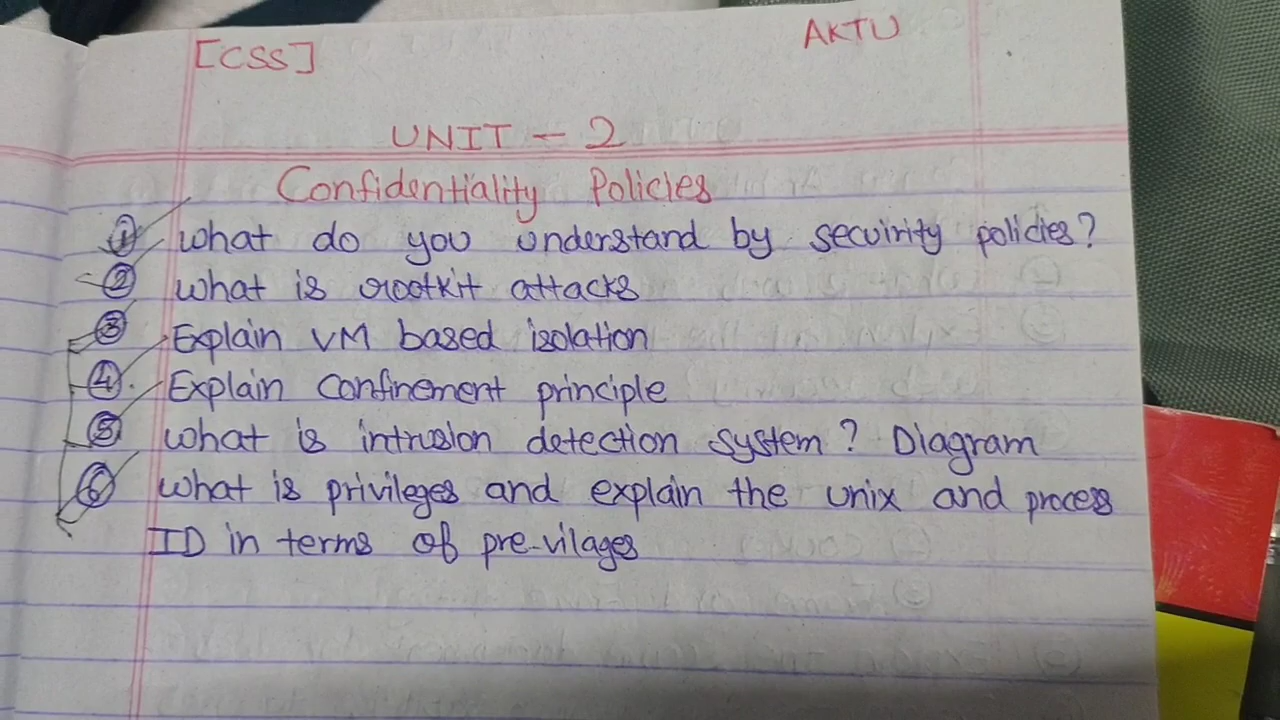 [CSS]
AKTU
UNIT - 2
Confidentiality Policies
① What do you understand by secuirity policies?
② What is rootkit attacks
③ Explain VM based isolation
④. Explain Confinement principle
⑤ What is intrusion detection system? Diagram
⑥ What is privileges and explain the unix and process
ID in terms of pre-vilages